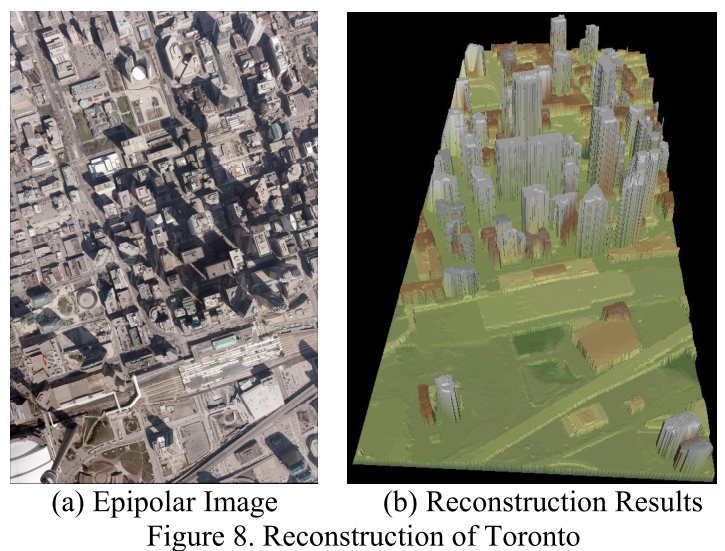 (a) Epipolar Image
(b) Reconstruction Results
Figure 8. Reconstruction of Toronto